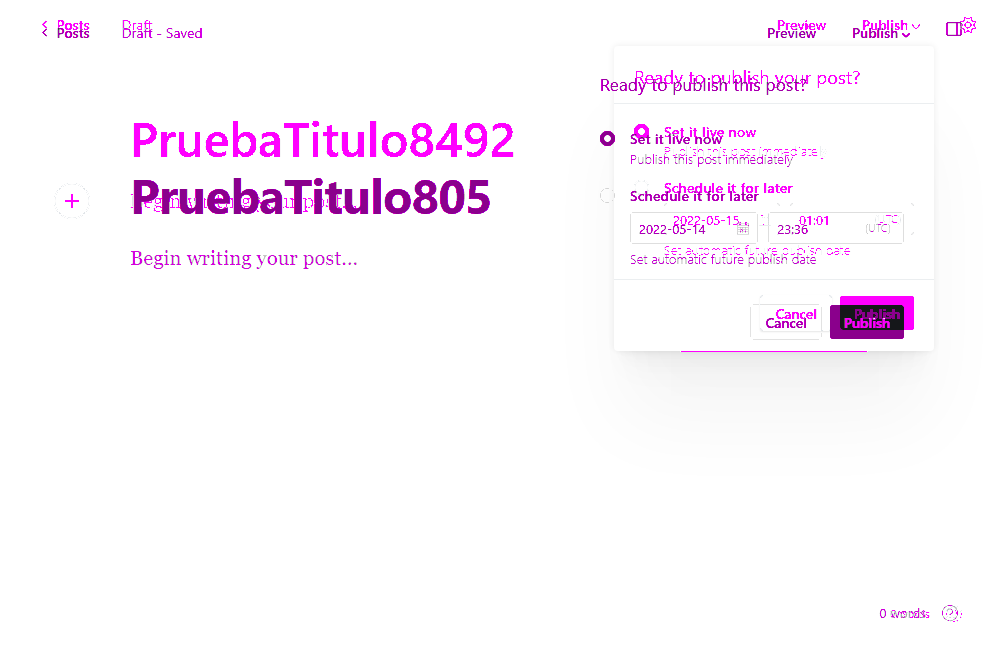 Posts Draft Preview Publish
Posts Draft - Saved Preview Publish
Ready to publish your post?
Ready to publish this post?
PruebaTitulo8492
Set it live now
Set it live now
Publish this post immediately
Publish this post immediately
PruebaTitulo805
Begin writing your post...
Schedule it for later
Schedule it for later
2022-05-15 01:01 UTC
2022-05-14 23:36 (UTC)
Set automatic future publish date
Set automatic future publish date
Begin writing your post...
Cancel Publish
Cancel Publish
0 words